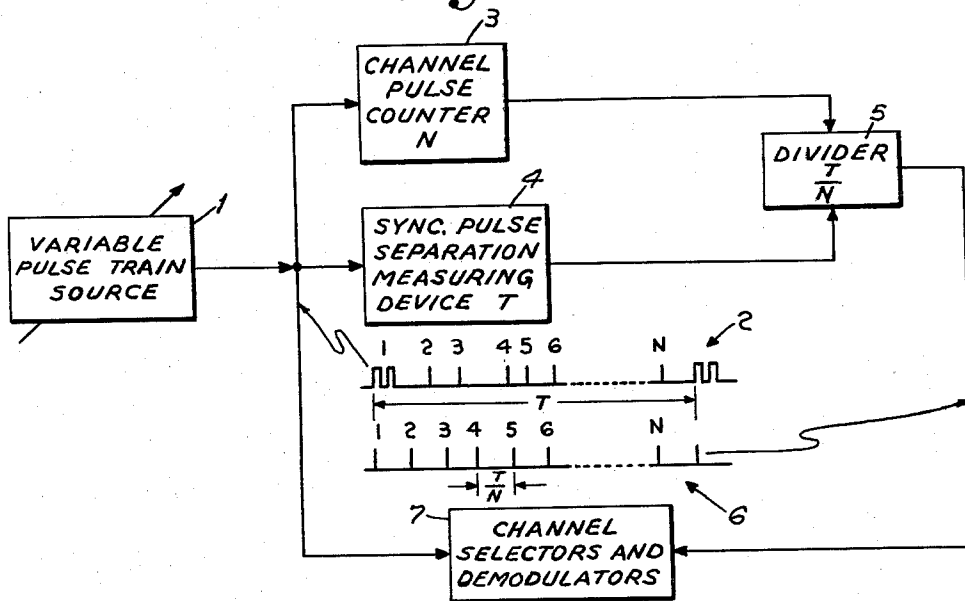 3
CHANNEL
PULSE
COUNTER
N
5
DIVIDER
T
N
4
SYNC. PULSE
SEPARATION
MEASURING
DEVICE T
1
VARIABLE
PULSE TRAIN
SOURCE
2
1 2 3 4 5 6 N
T
1 2 3 4 5 6 N
T
N
6
7
CHANNEL
SELECTORS AND
DEMODULATORS